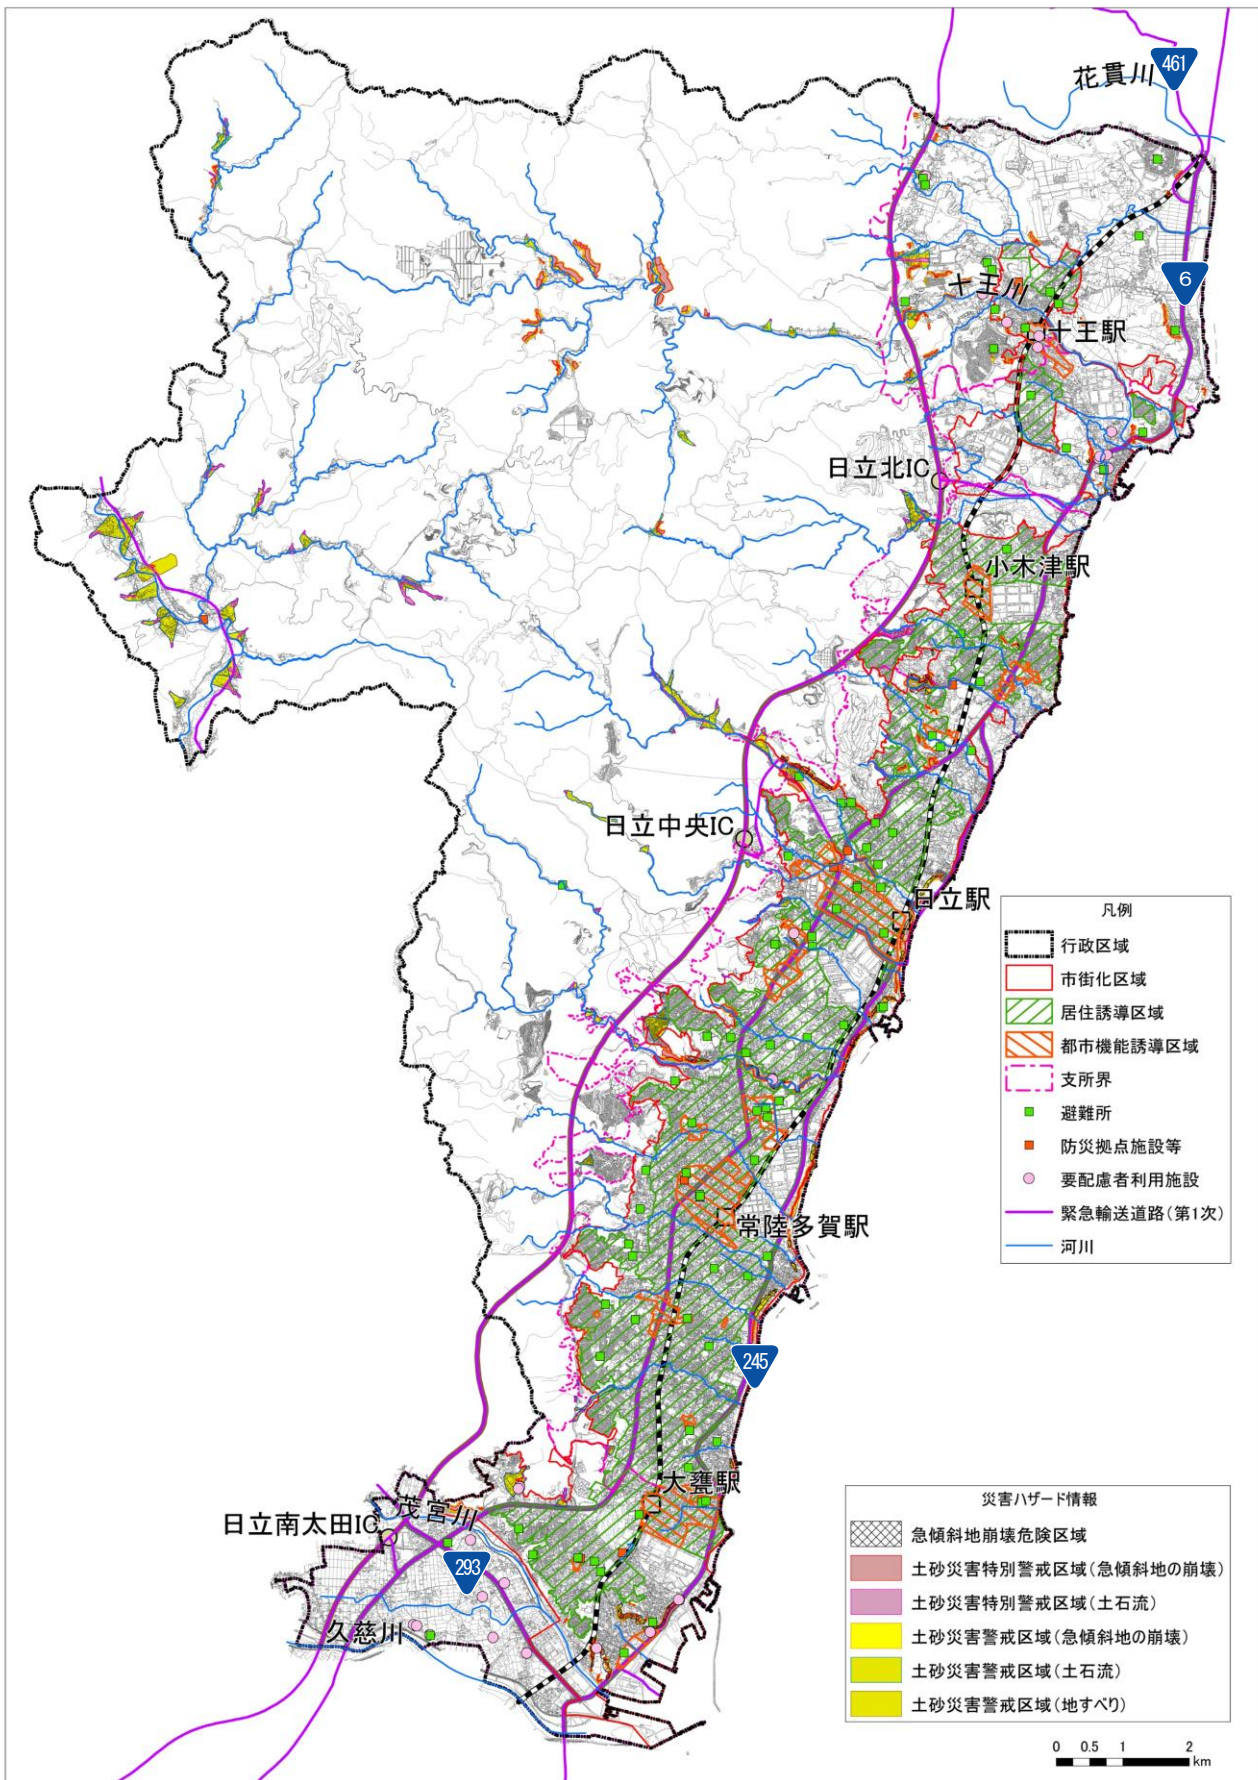 461
花貫川
6
十王川
十王駅
日立北IC
小木津駅
日立中央IC
日立駅
凡例
行政区域
市街化区域
居住誘導区域
都市機能誘導区域
支所界
避難所
防災拠点施設等
要配慮者利用施設
緊急輸送道路(第1次)
河川
常陸多賀駅
245
大甕駅
茂宮川
日立南太田IC
293
久慈川
災害ハザード情報
急傾斜地崩壊危険区域
土砂災害特別警戒区域(急傾斜地の崩壊)
土砂災害特別警戒区域(土石流)
土砂災害警戒区域(急傾斜地の崩壊)
土砂災害警戒区域(土石流)
土砂災害警戒区域(地すべり)
0 0.5 1 2
km